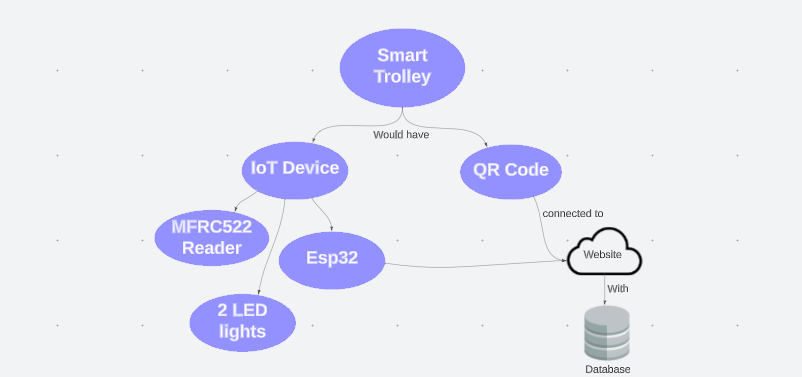 Smart
Trolley
Would have
IoT Device
QR Code
MFRC522
Reader
Esp32
connected to
Website
With
2 LED
lights
Database